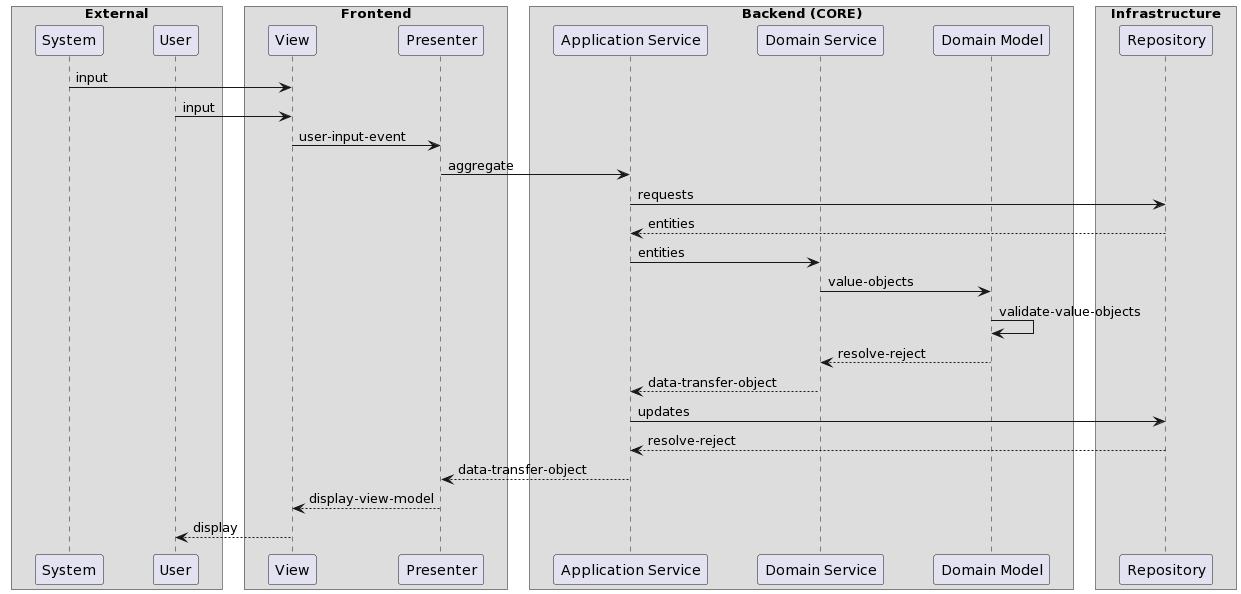 External
Frontend
Backend (CORE)
Infrastructure
System
User
View
Presenter
Application Service
Domain Service
Domain Model
Repository
input
input
user-input-event
aggregate
requests
entities
entities
value-objects
validate-value-objects
resolve-reject
data-transfer-object
updates
resolve-reject
data-transfer-object
display-view-model
display
System
User
View
Presenter
Application Service
Domain Service
Domain Model
Repository